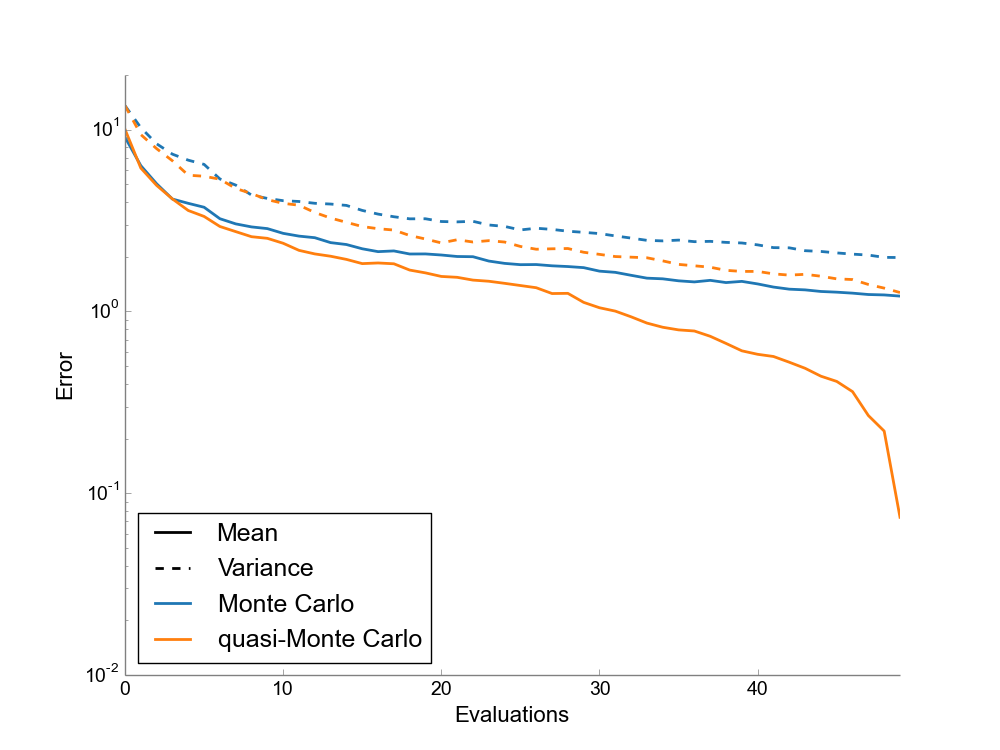 10^1
10^0
10^-1
10^-2
Error
Mean
Variance
Monte Carlo
quasi-Monte Carlo
0 10 20 30 40
Evaluations